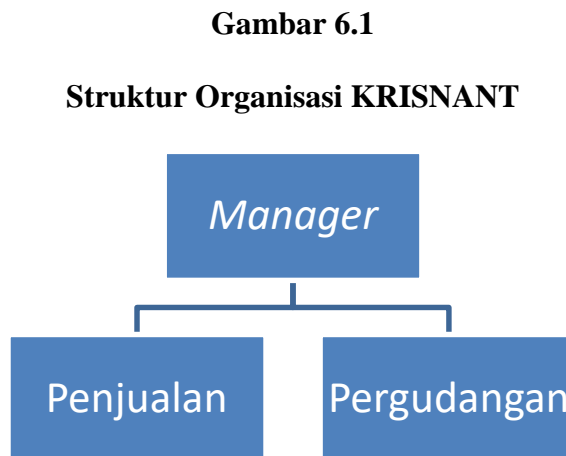 Gambar 6.1
Struktur Organisasi KRISNANT
Manager
Penjualan
Pergudangan